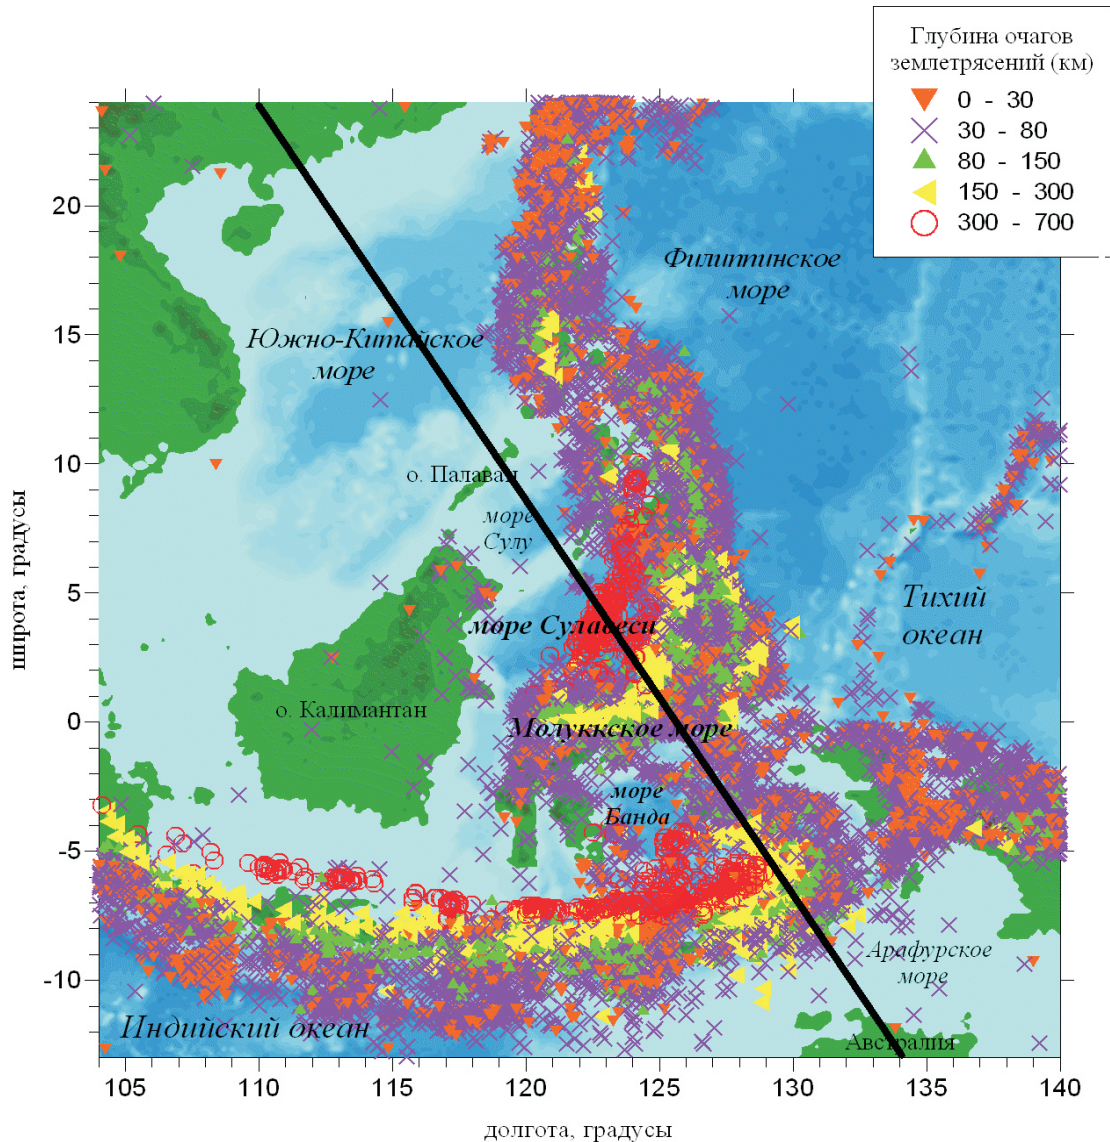 Глубина очагов
землетрясений (км)
0 - 30
30 - 80
80 - 150
150 - 300
300 - 700
20
15
10
5
0
-5
-10
широта, градусы
Филиппинское
море
Южно-Китайское
море
о. Палаван
море
Сулу
Тихий
океан
море Сулавеси
о. Калимантан
Молуккское море
море
Банда
Арафурское
море
Индийский океан
Австралия
105 110 115 120 125 130 135 140
долгота, градусы